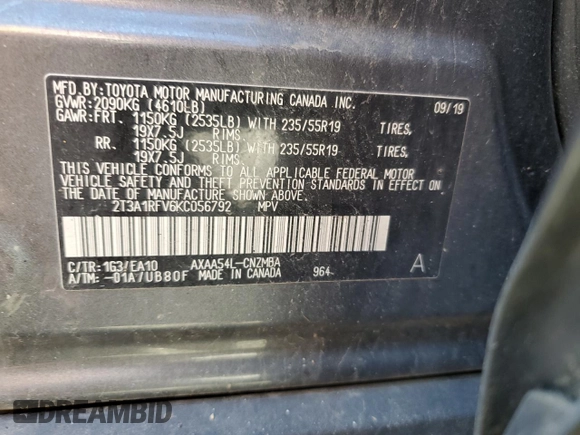 MFD.BY:TOYOTA MOTOR MANUFACTURING CANADA INC.
GVWR:2090KG (4610LB) 09/19
GAWR:FRT. 1150KG (2535LB) WITH 235/55R19 TIRES,
19X7.5J RIMS,
RR. 1150KG (2535LB) WITH 235/55R19 TIRES,
19X7.5J RIMS,
THIS VEHICLE CONFORMS TO ALL APPLICABLE FEDERAL MOTOR
VEHICLE SAFETY AND THEFT PREVENTION STANDARDS IN EFFECT ON
THE DATE OF MANUFACTURE SHOWN ABOVE.
2T3A1RFV6KC056792 MPV
C/TR:1G3/EA10 AXAA54L-CNZMBA
A/TM:-01A/UB80F MADE IN CANADA 964 A
DREAMBID